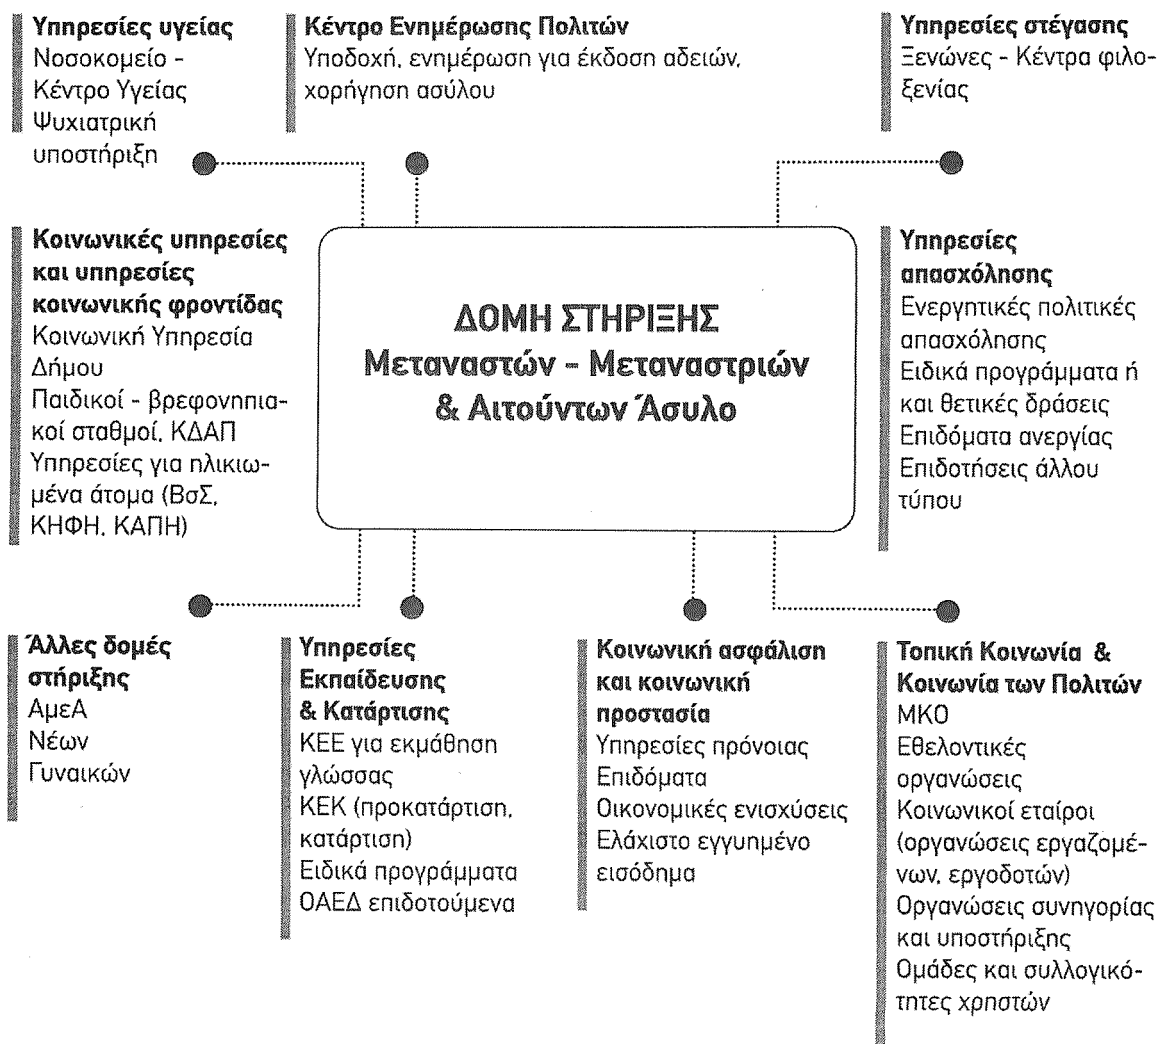 Υπηρεσίες υγείας
Νοσοκομείο -
Κέντρο Υγείας
Ψυχιατρική
υποστήριξη
Κέντρο Ενημέρωσης Πολιτών
Υποδοχή, ενημέρωση για έκδοση αδειών,
χορήγηση ασύλου
Υπηρεσίες στέγασης
Ξενώνες - Κέντρα φιλο-
ξενίας
Κοινωνικές υπηρεσίες
και υπηρεσίες
κοινωνικής φροντίδας
Κοινωνική Υπηρεσία
Δήμου
Παιδικοί - βρεφονηπια-
κοί σταθμοί, ΚΔΑΠ
Υπηρεσίες για ηλικιω-
μένα άτομα (ΒσΣ,
ΚΗΦΗ, ΚΑΠΗ)
ΔΟΜΗ ΣΤΗΡΙΞΗΣ
Μεταναστών - Μεταναστριών
& Αιτούντων Άσυλο
Υπηρεσίες
απασχόλησης
Ενεργητικές πολιτικές
απασχόλησης
Ειδικά προγράμματα ή
και θετικές δράσεις
Επιδόματα ανεργίας
Επιδοτήσεις άλλου
τύπου
Άλλες δομές
στήριξης
ΑμεΑ
Νέων
Γυναικών
Υπηρεσίες
Εκπαίδευσης
& Κατάρτισης
ΚΕΕ για εκμάθηση
γλώσσας
ΚΕΚ (προκατάρτιση,
κατάρτιση)
Ειδικά προγράμματα
ΟΑΕΔ επιδοτούμενα
Κοινωνική ασφάλιση
και κοινωνική
προστασία
Υπηρεσίες πρόνοιας
Επιδόματα
Οικονομικές ενισχύσεις
Ελάχιστο εγγυημένο
εισόδημα
Τοπική Κοινωνία &
Κοινωνία των Πολιτών
ΜΚΟ
Εθελοντικές
οργανώσεις
Κοινωνικοί εταίροι
(οργανώσεις εργαζομέ-
νων, εργοδοτών)
Οργανώσεις συνηγορίας
και υποστήριξης
Ομάδες και συλλογικό-
τητες χρηστών